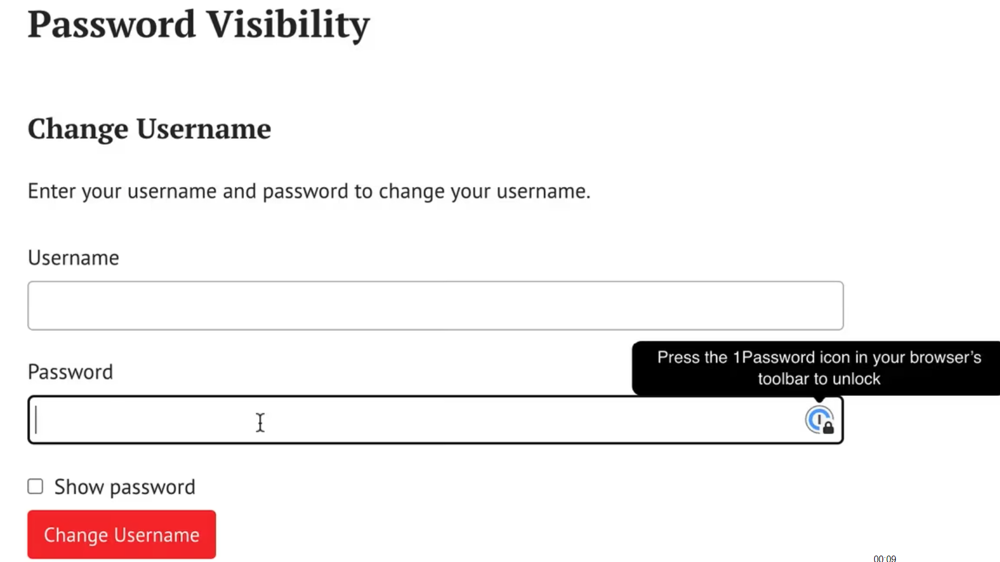 Password Visibility
Change Username
Enter your username and password to change your username.
Username
Press the 1Password icon in your browser’s
toolbar to unlock
Password
Show password
Change Username
00:09